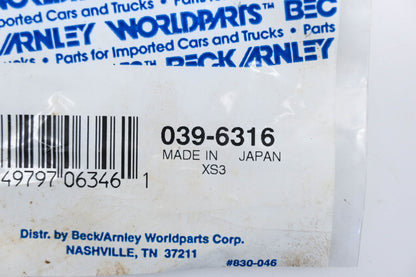 Imported Cars and Trucks • WORLDPARTS™ BEC
K/ARNLEY • Parts for Imported Cars and Trucks • Parts
WORLDPARTS™ BECK/ARNLEY
039-6316
MADE IN JAPAN
XS3
49797 06346 1
Distr. by Beck/Arnley Worldparts Corp.
NASHVILLE, TN 37211
#830-046